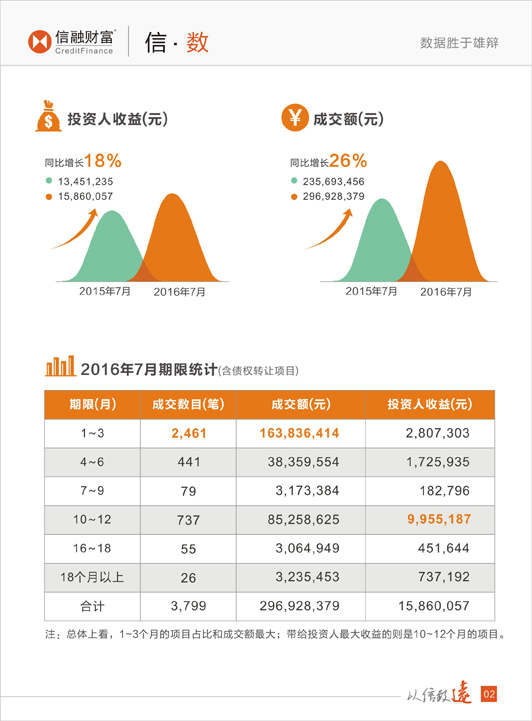 信融财富
CreditFinance
信·数
数据胜于雄辩
投资人收益(元)
同比增长18%
13,451,235
15,860,057
2015年7月 2016年7月
成交额(元)
同比增长26%
235,693,456
296,928,379
2015年7月 2016年7月
2016年7月期限统计(含债权转让项目)
期限(月) 成交数目(笔) 成交额(元) 投资人收益(元)
1~3 2,461 163,836,414 2,807,303
4~6 441 38,359,554 1,725,935
7~9 79 3,173,384 182,796
10~12 737 85,258,625 9,955,187
16~18 55 3,064,949 451,644
18个月以上 26 3,235,453 737,192
合计 3,799 296,928,379 15,860,057
注：总体上看，1~3个月的项目占比和成交额最大；带给投资人最大收益的则是10~12个月的项目。
以信致远 02